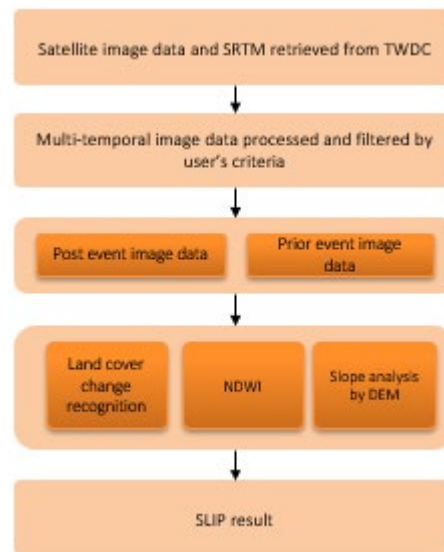 Satellite image data and SRTM retrieved from TWDC
Multi-temporal image data processed and filtered by
user's criteria
Post event image data
Prior event image
data
Land cover
change
recognition
NDWI
Slope analysis
by DEM
SLIP result